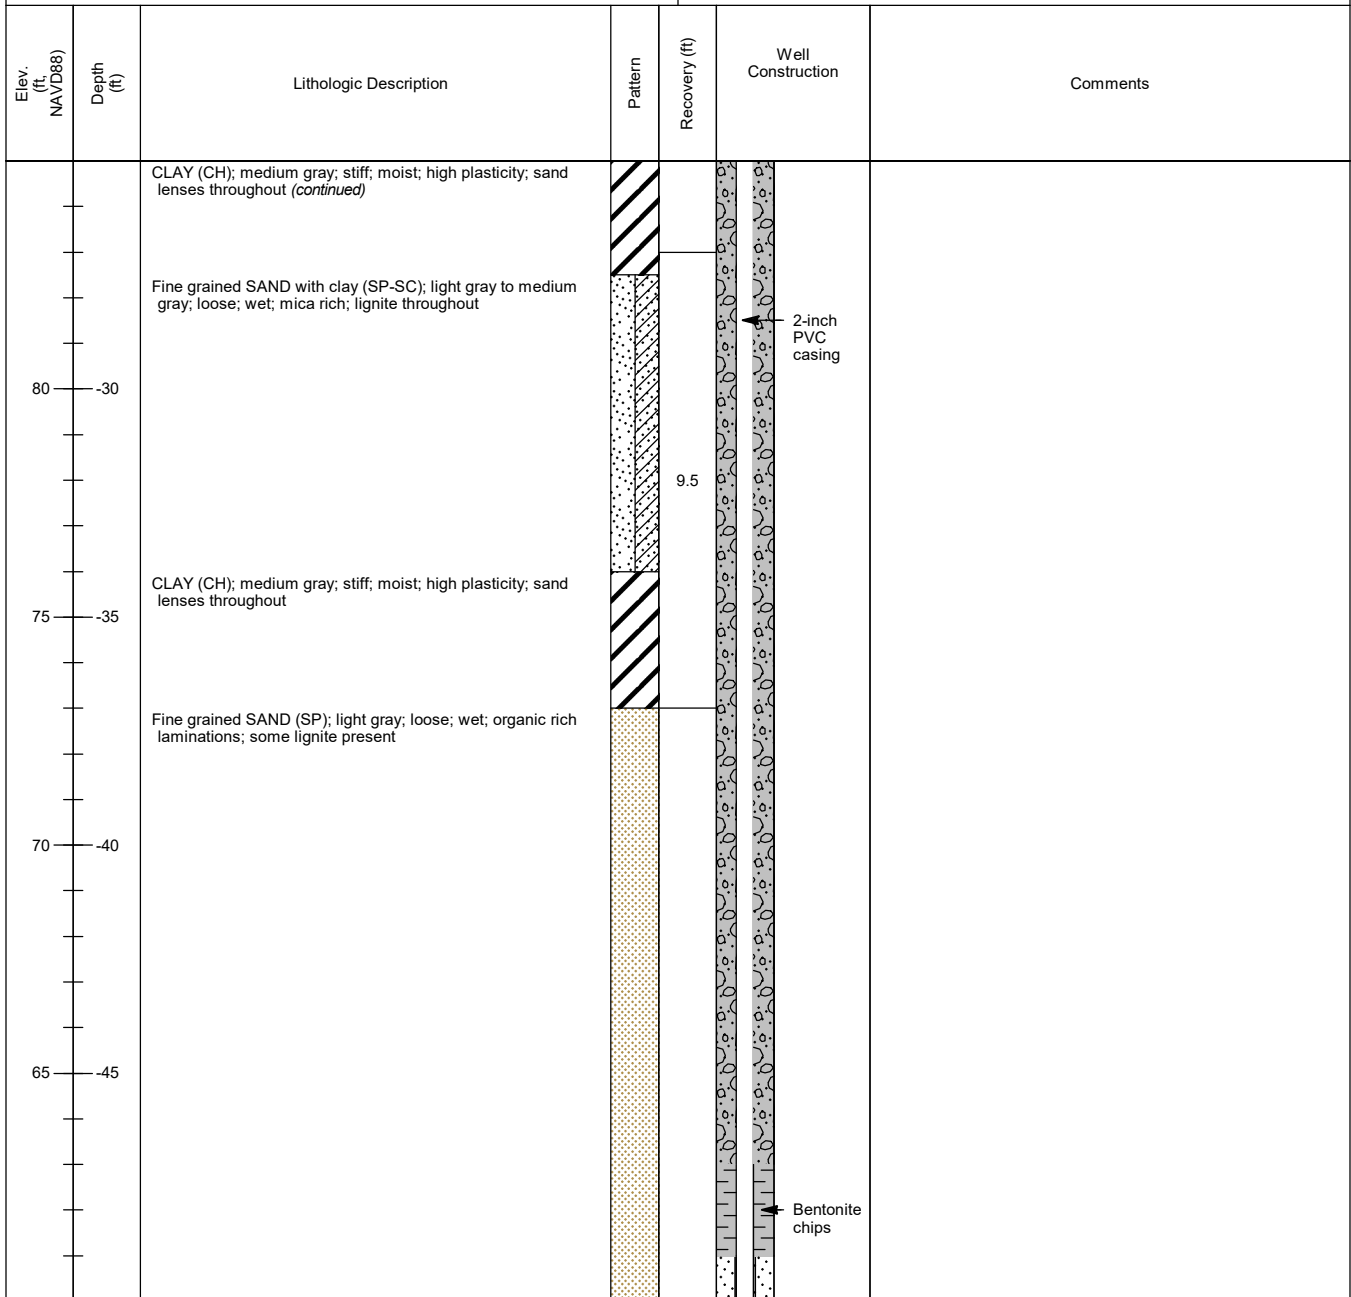 Elev.
(ft,
NAVD88)
Depth
(ft)
Lithologic Description
Pattern
Recovery (ft)
Well
Construction
Comments
CLAY (CH); medium gray; stiff; moist; high plasticity; sand
lenses throughout (continued)
Fine grained SAND with clay (SP-SC); light gray to medium
gray; loose; wet; mica rich; lignite throughout
2-inch
PVC
casing
80 -30
9.5
CLAY (CH); medium gray; stiff; moist; high plasticity; sand
lenses throughout
75 -35
Fine grained SAND (SP); light gray; loose; wet; organic rich
laminations; some lignite present
70 -40
65 -45
Bentonite
chips